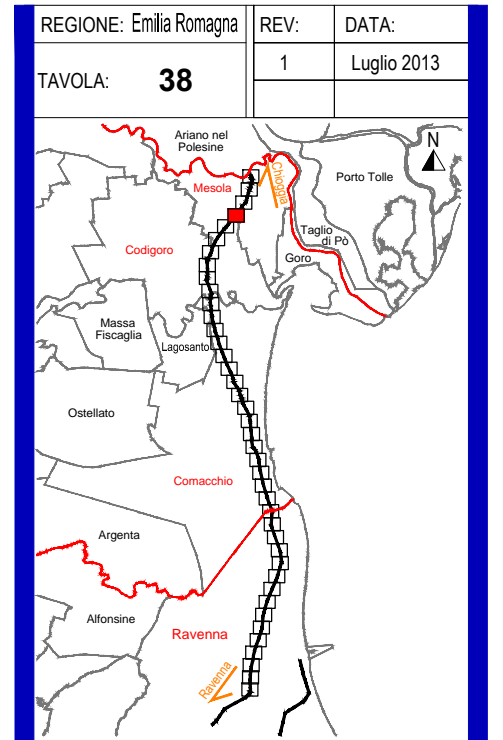 REGIONE: Emilia Romagna
REV:
DATA:
TAVOLA: 38
1
Luglio 2013
Ariano nel
Polesine
N
Mesola
Chioggia
Porto Tolle
Taglio
di Pò
Codigoro
Goro
Massa
Fiscaglia
Lagosanto
Ostellato
Comacchio
Argenta
Alfonsine
Ravenna
Ravenna